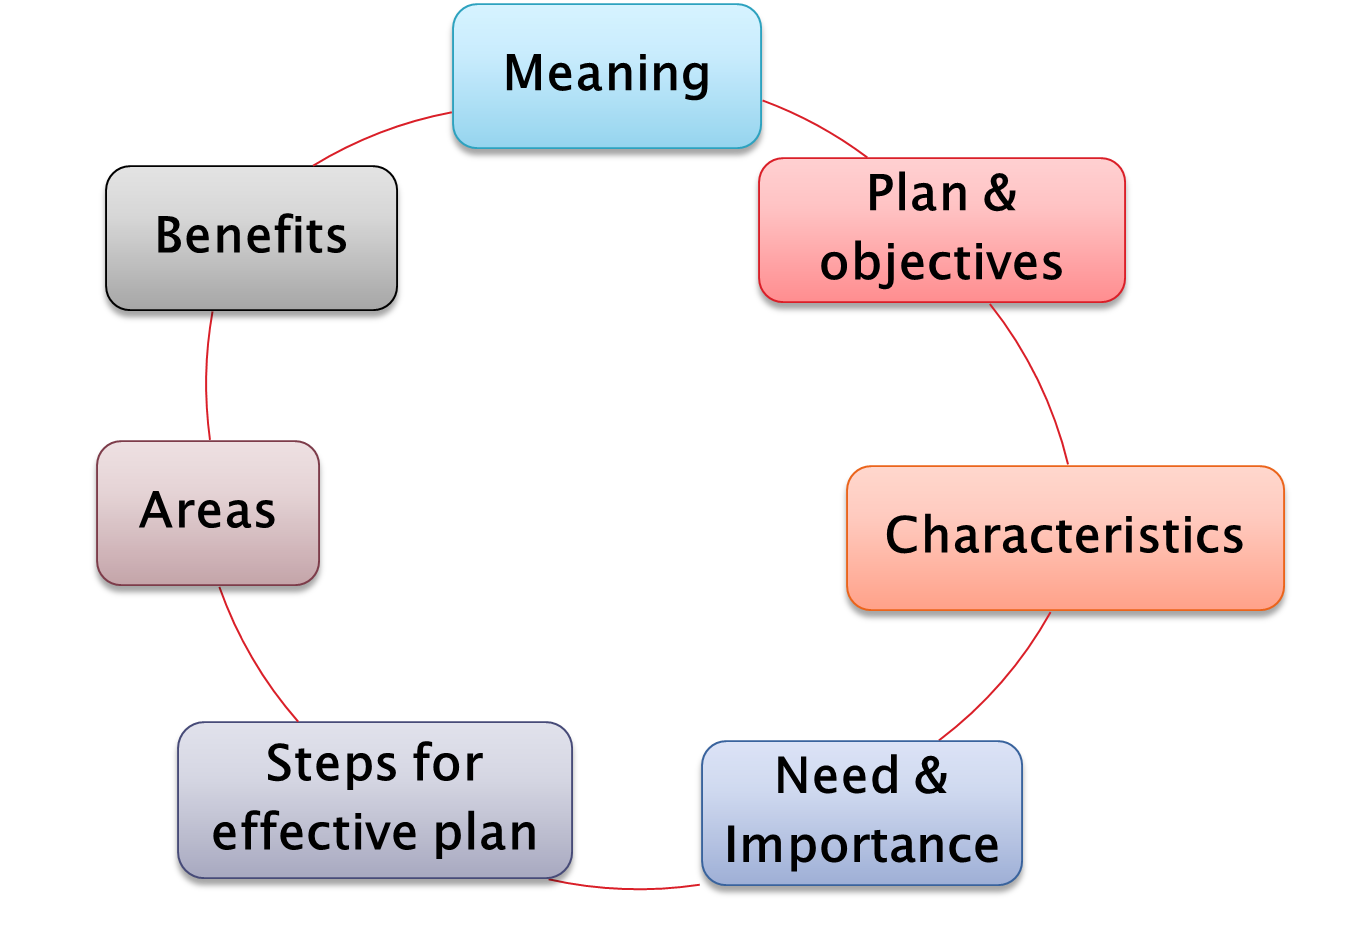 Meaning
Plan &
objectives
Characteristics
Need &
Importance
Steps for
effective plan
Areas
Benefits